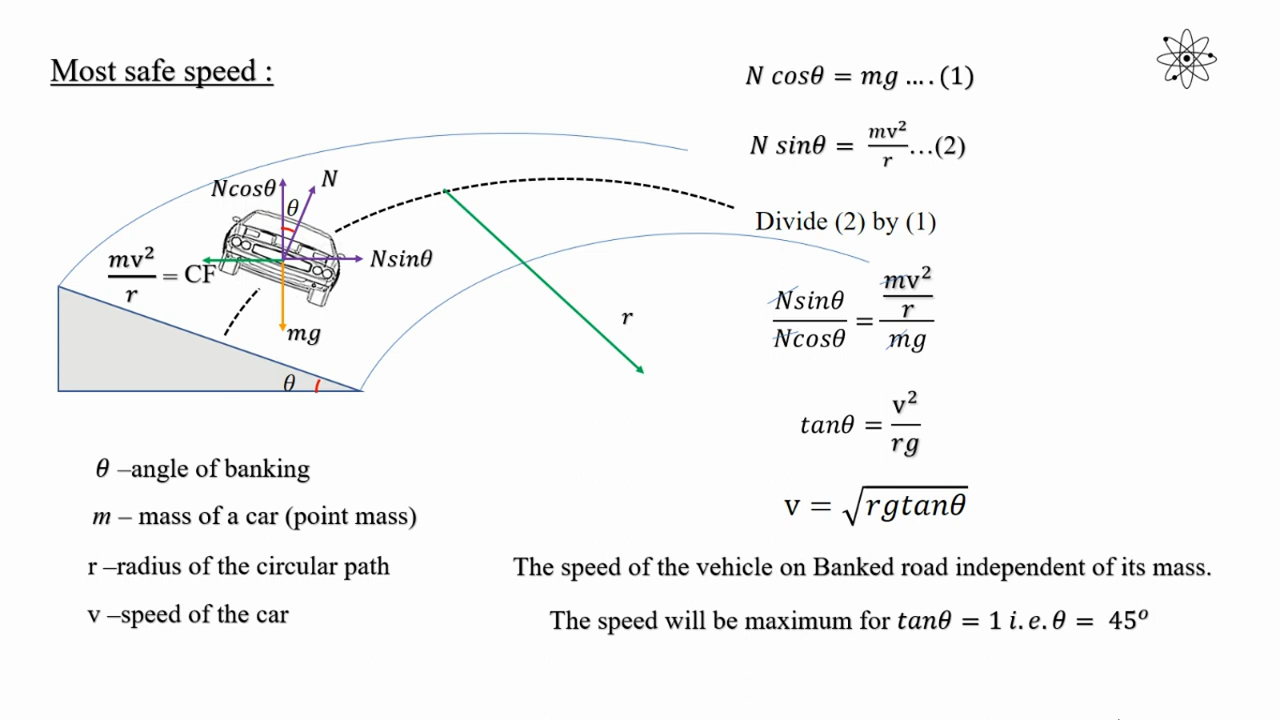 Most safe speed :
N cosθ = mg .... (1)
N sinθ = mv²/r ...(2)
Divide (2) by (1)
Ncosθ
N
θ
Nsinθ
mv²/r = CF
mg
r
θ
Nsinθ/Ncosθ = (mv²/r)/mg
tanθ = v²/rg
v = √rgtanθ
θ –angle of banking
m – mass of a car (point mass)
r –radius of the circular path
v –speed of the car
The speed of the vehicle on Banked road independent of its mass.
The speed will be maximum for tanθ = 1 i.e. θ = 45°